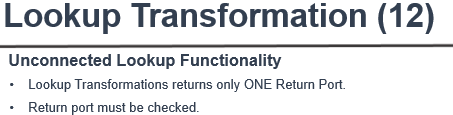 Lookup Transformation (12)
Unconnected Lookup Functionality
• Lookup Transformations returns only ONE Return Port.
• Return port must be checked.